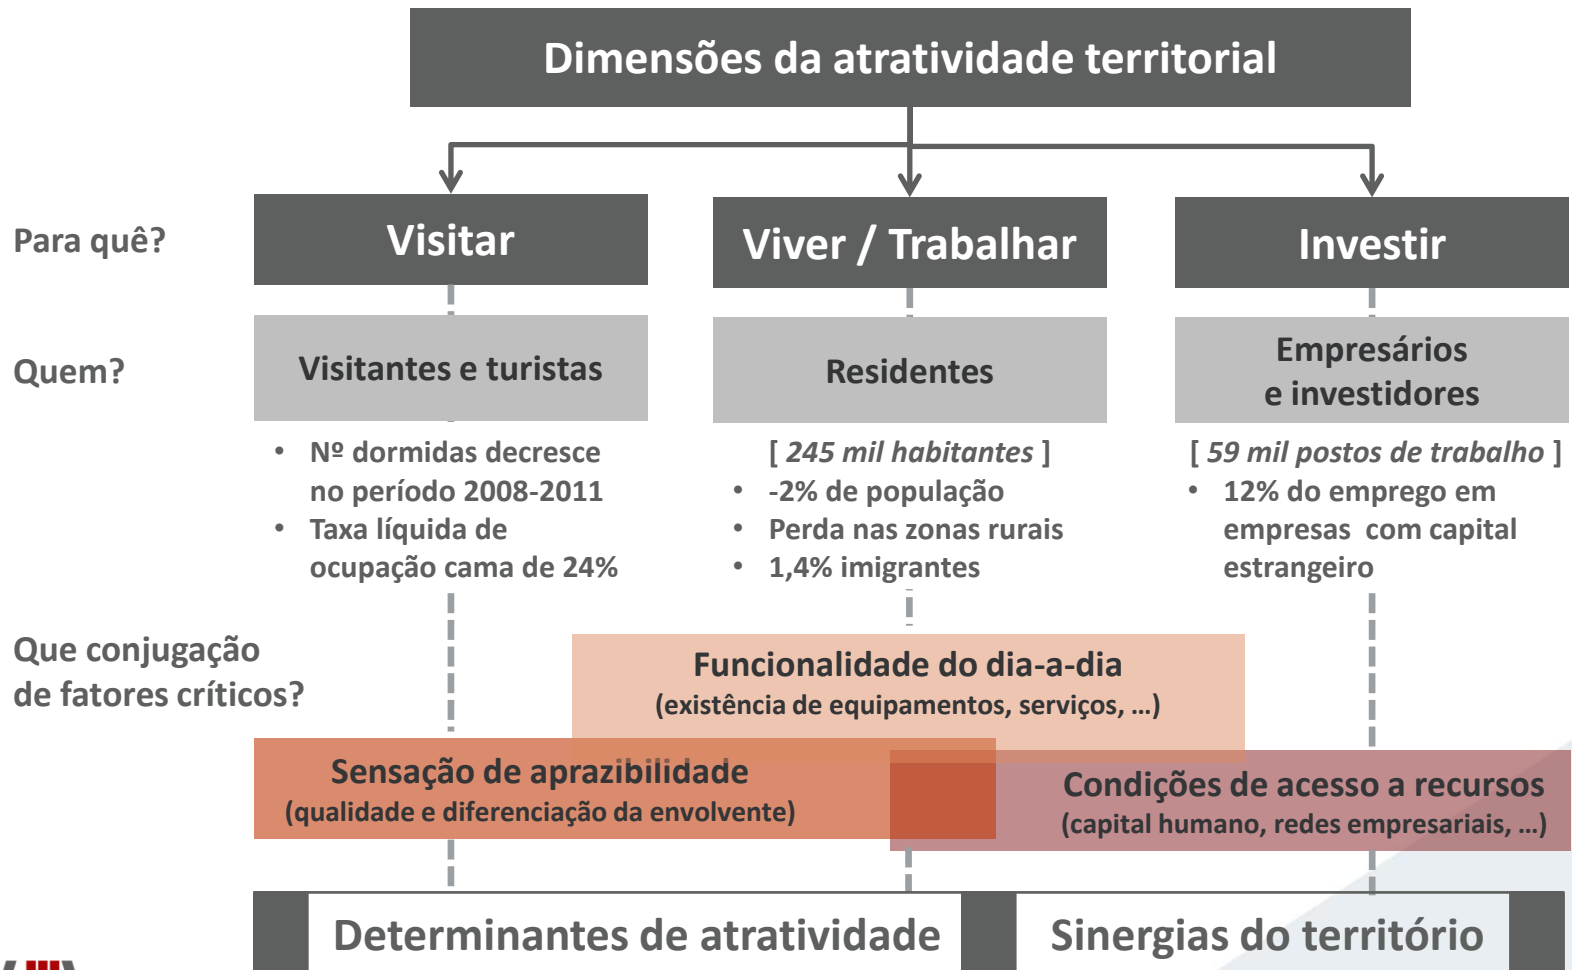 Dimensões da atratividade territorial
Para quê?
Visitar
Viver / Trabalhar
Investir
Quem?
Visitantes e turistas
Residentes
Empresários
e investidores
• Nº dormidas decresce
no período 2008-2011
• Taxa líquida de
ocupação cama de 24%
[ 245 mil habitantes ]
• -2% de população
• Perda nas zonas rurais
• 1,4% imigrantes
[ 59 mil postos de trabalho ]
• 12% do emprego em
empresas com capital
estrangeiro
Que conjugação
de fatores críticos?
Funcionalidade do dia-a-dia
(existência de equipamentos, serviços, …)
Sensação de aprazibilidade
(qualidade e diferenciação da envolvente)
Condições de acesso a recursos
(capital humano, redes empresariais, …)
Determinantes de atratividade
Sinergias do território